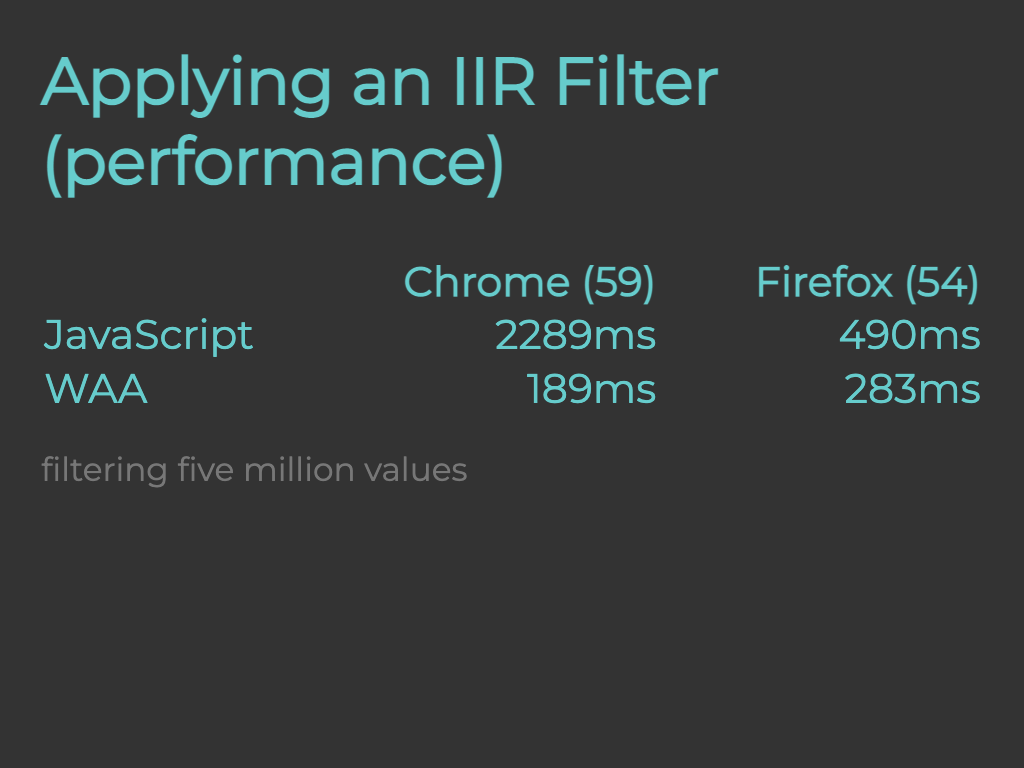 Applying an IIR Filter
(performance)
Chrome (59) Firefox (54)
JavaScript 2289ms 490ms
WAA 189ms 283ms
filtering five million values